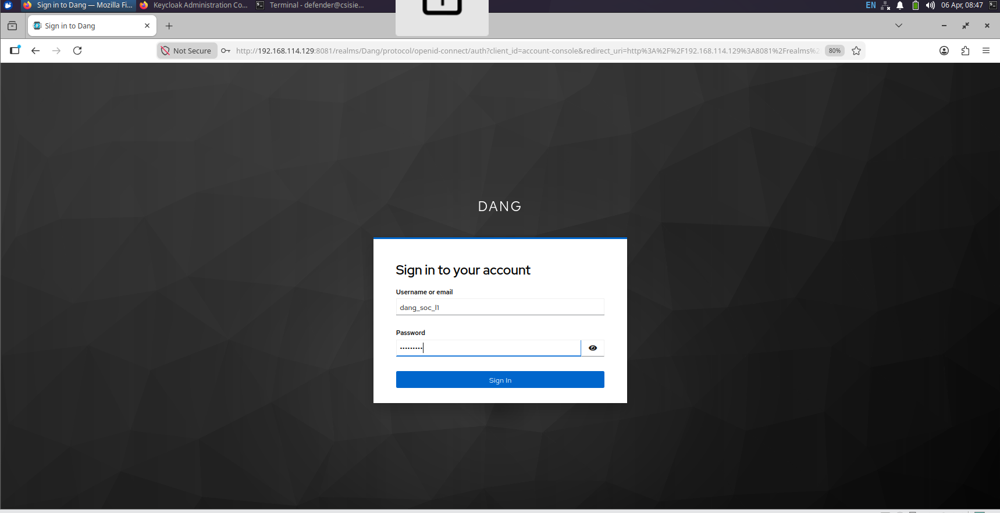 Sign in to Dang — Mozilla Fi...
Keycloak Administration Co...
Terminal - defender@csisie...
EN
06 Apr, 08:47
Sign in to Dang
Not Secure
http://192.168.114.129:8081/realms/Dang/protocol/openid-connect/auth?client_id=account-console&redirect_uri=http%3A%2F%2F192.168.114.129%3A8081%2Frealms%2
80%
DANG
Sign in to your account
Username or email
dang_soc_l1
Password
•••••••••
Sign In